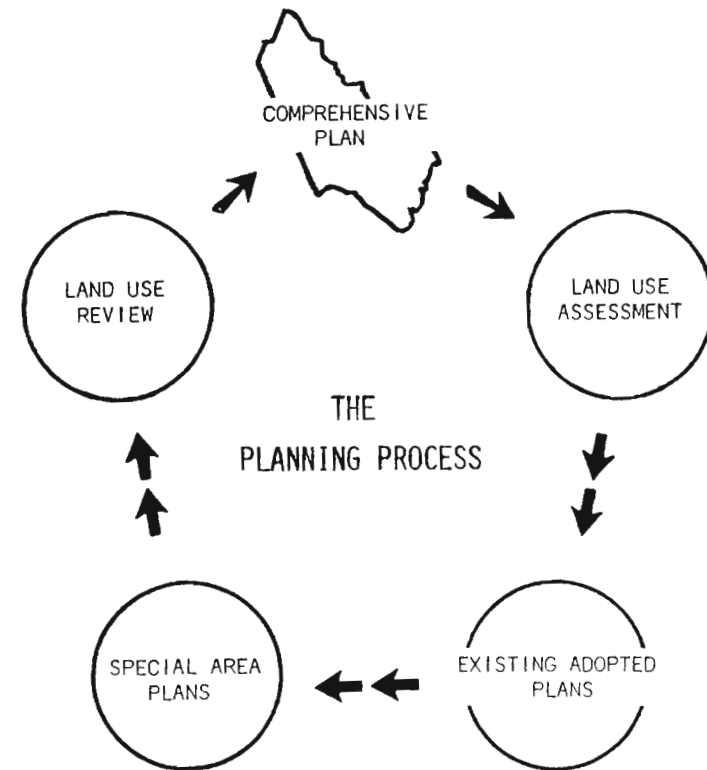 COMPREHENSIVE
PLAN
LAND USE
ASSESSMENT
EXISTING ADOPTED
PLANS
SPECIAL AREA
PLANS
LAND USE
REVIEW
THE
PLANNING PROCESS